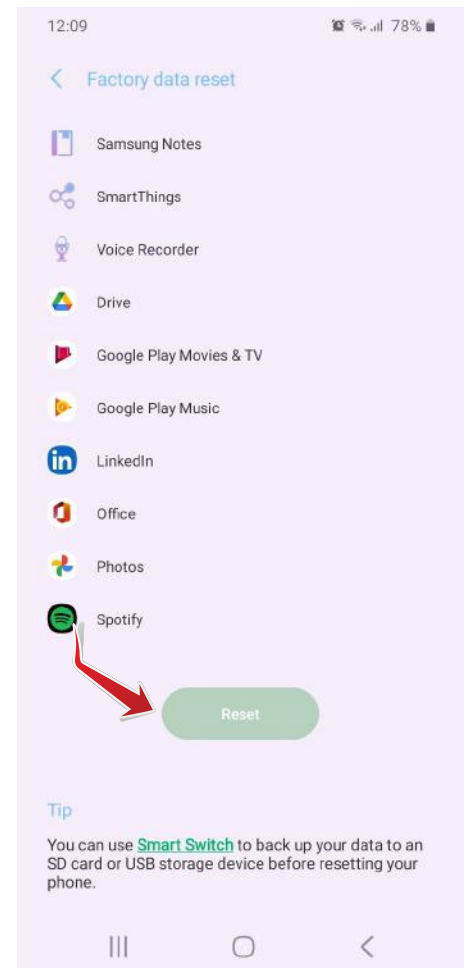 12:09 78%
Factory data reset
Samsung Notes
SmartThings
Voice Recorder
Drive
Google Play Movies & TV
Google Play Music
in LinkedIn
Office
Photos
Spotify
Reset
Tip
You can use Smart Switch to back up your data to an
SD card or USB storage device before resetting your
phone.